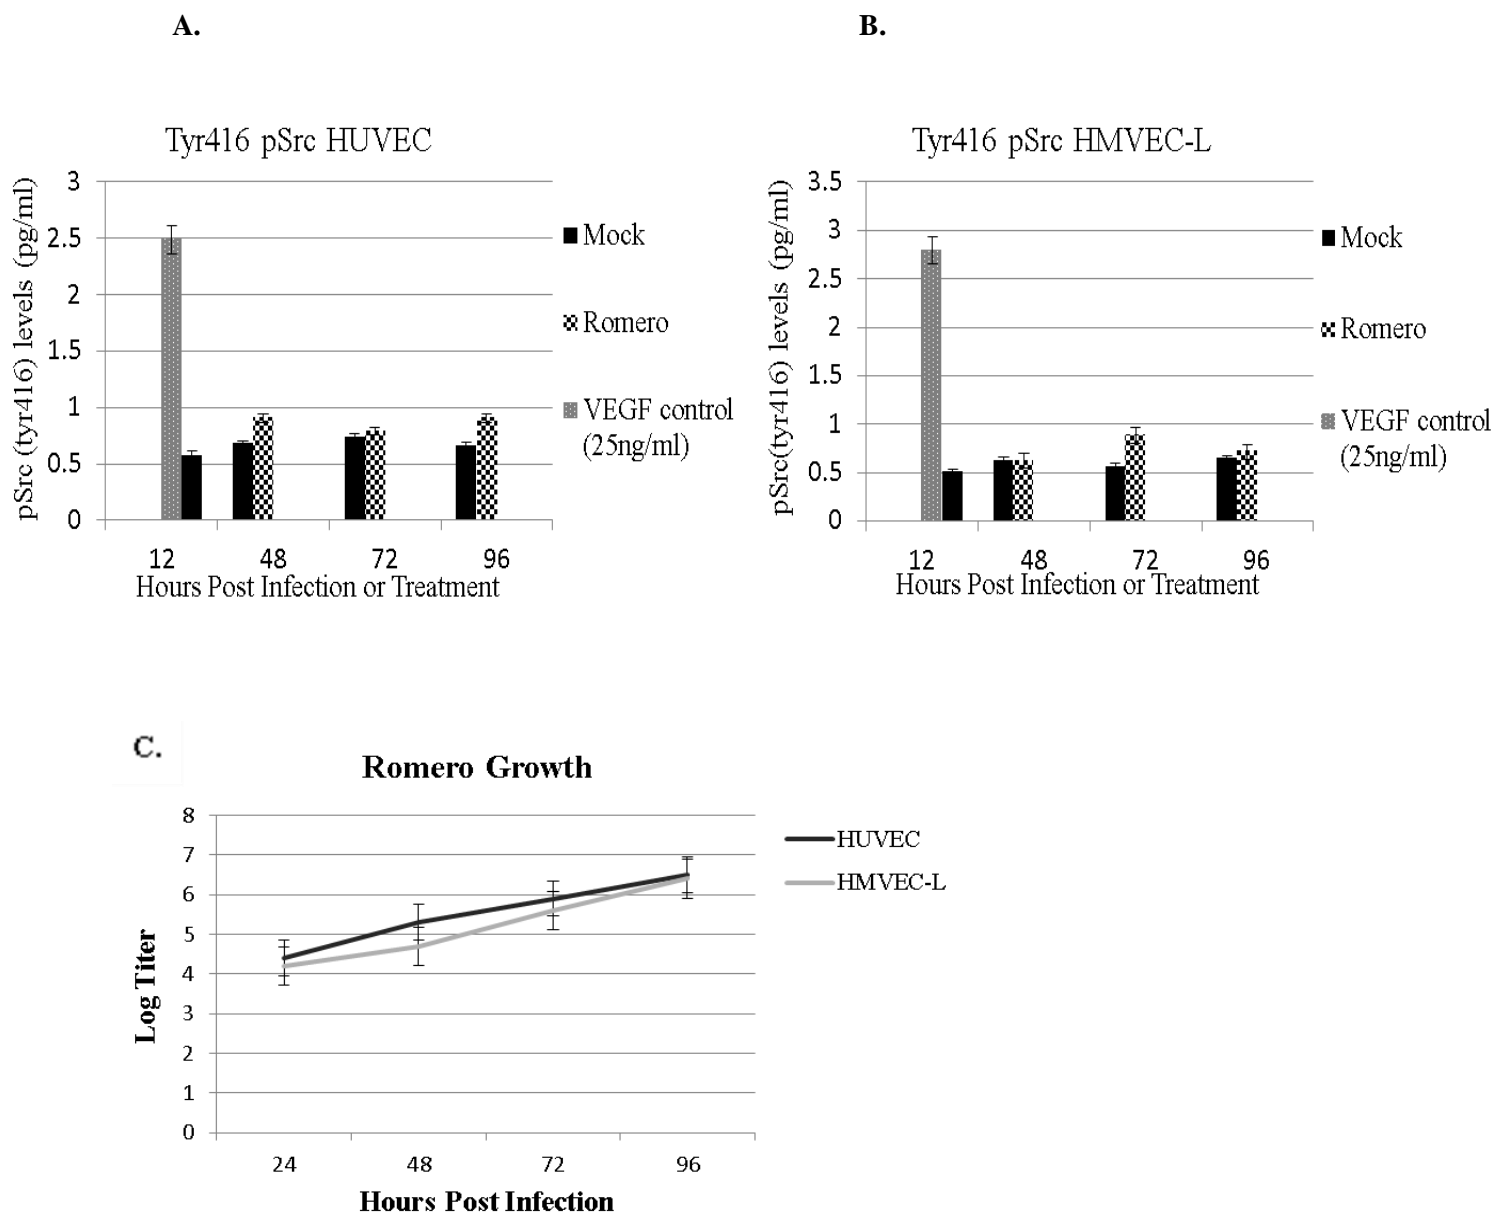 A.
Tyr416 pSrc HUVEC
pSrc (tyr416) levels (pg/ml)
3
2.5
2
1.5
1
0.5
0
12 48 72 96
Hours Post Infection or Treatment
Mock
Romero
VEGF control
(25ng/ml)
B.
Tyr416 pSrc HMVEC-L
pSrc(tyr416) levels (pg/ml)
3.5
3
2.5
2
1.5
1
0.5
0
12 48 72 96
Hours Post Infection or Treatment
Mock
Romero
VEGF control
(25ng/ml)
C.
Romero Growth
Log Titer
8
7
6
5
4
3
2
1
0
24 48 72 96
Hours Post Infection
HUVEC
HMVEC-L